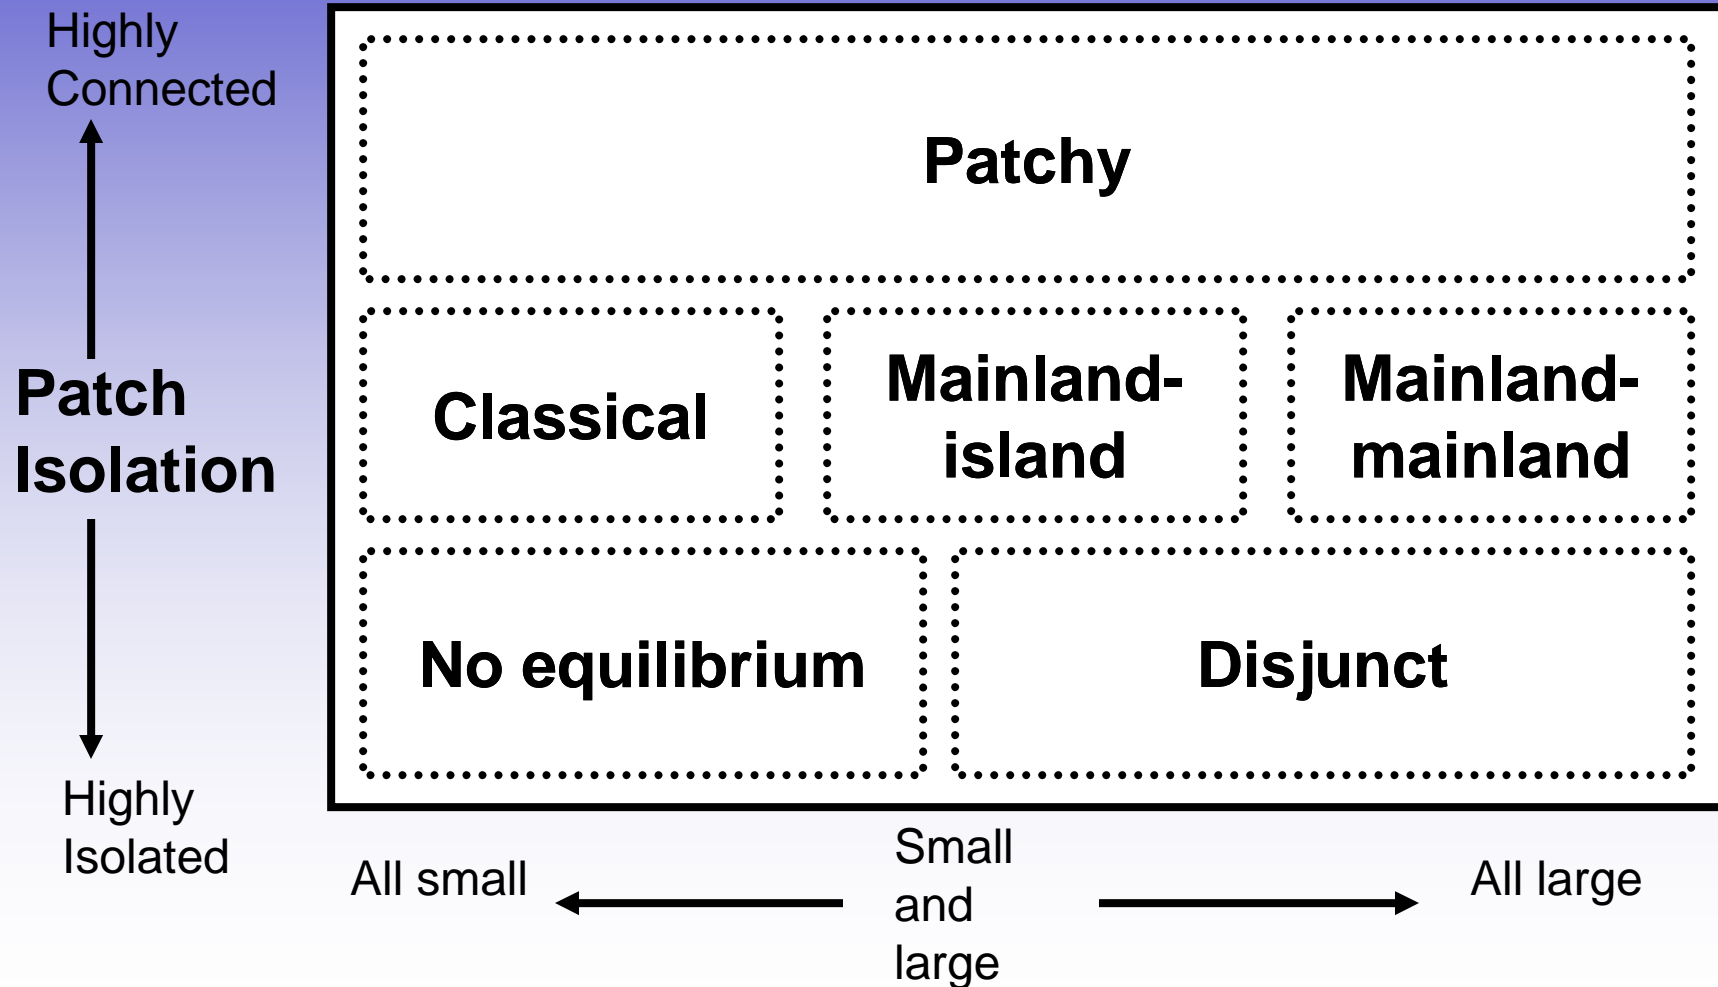 Highly
Connected
Patchy
Patch
Isolation
Classical
Mainland-
island
Mainland-
mainland
No equilibrium
Disjunct
Highly
Isolated
All small
Small
and
large
All large